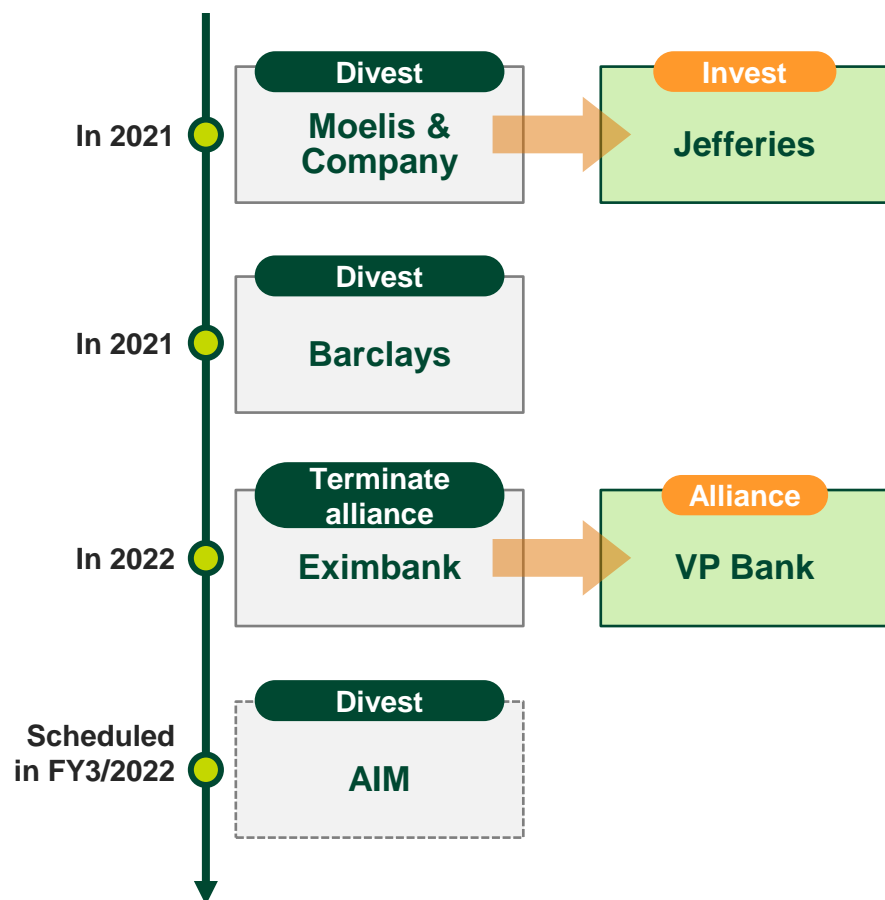 Divest
Invest
In 2021
Moelis &
Company
Jefferies
Divest
In 2021
Barclays
Terminate
alliance
Alliance
In 2022
Eximbank
VP Bank
Divest
Scheduled
in FY3/2022
AIM